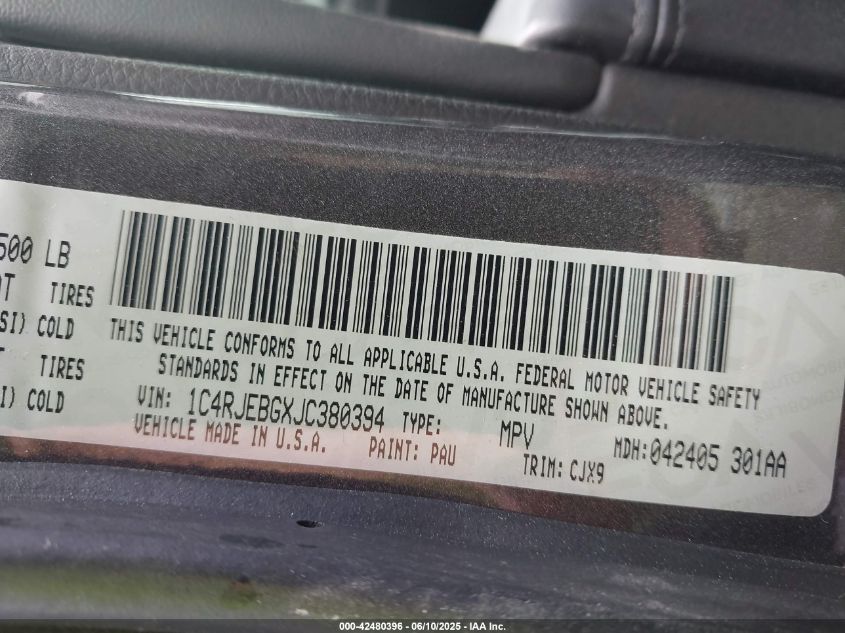 500 LB
TIRES
SI) COLD
TIRES
I) COLD
THIS VEHICLE CONFORMS TO ALL APPLICABLE U.S.A. FEDERAL MOTOR VEHICLE SAFETY
STANDARDS IN EFFECT ON THE DATE OF MANUFACTURE SHOWN ABOVE.
VIN: 1C4RJEBGXJC380394 TYPE: MPV MDH:042405 301AA
VEHICLE MADE IN U.S.A. PAINT: PAU TRIM: CJX9
000-42480396 - 06/10/2025 - IAA Inc.